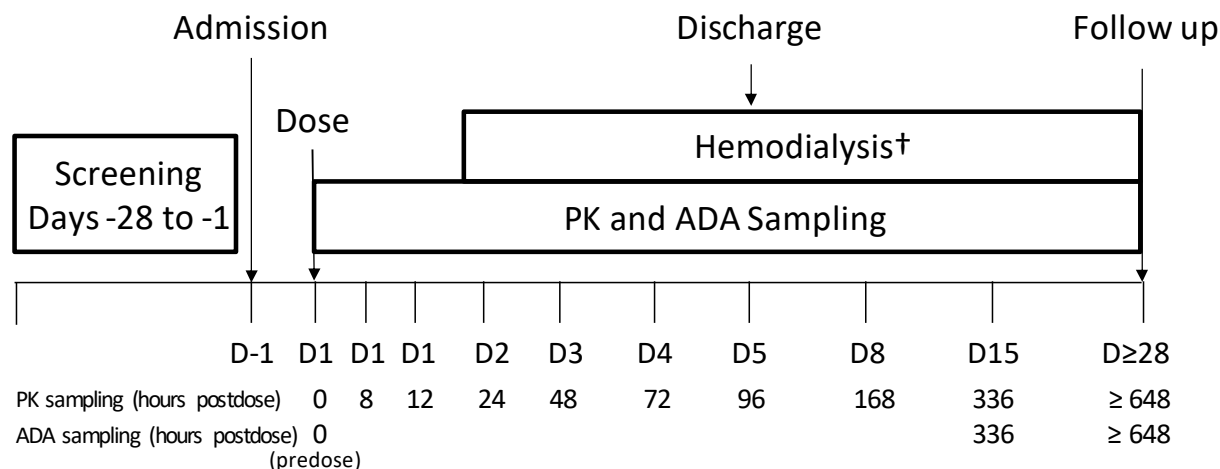 Admission Discharge Follow up
Dose
Hemodialysis†
Screening
Days -28 to -1
PK and ADA Sampling
D-1 D1 D1 D1 D2 D3 D4 D5 D8 D15 D≥28
PK sampling (hours postdose) 0 8 12 24 48 72 96 168 336 ≥ 648
ADA sampling (hours postdose) 0 336 ≥ 648
(predose)